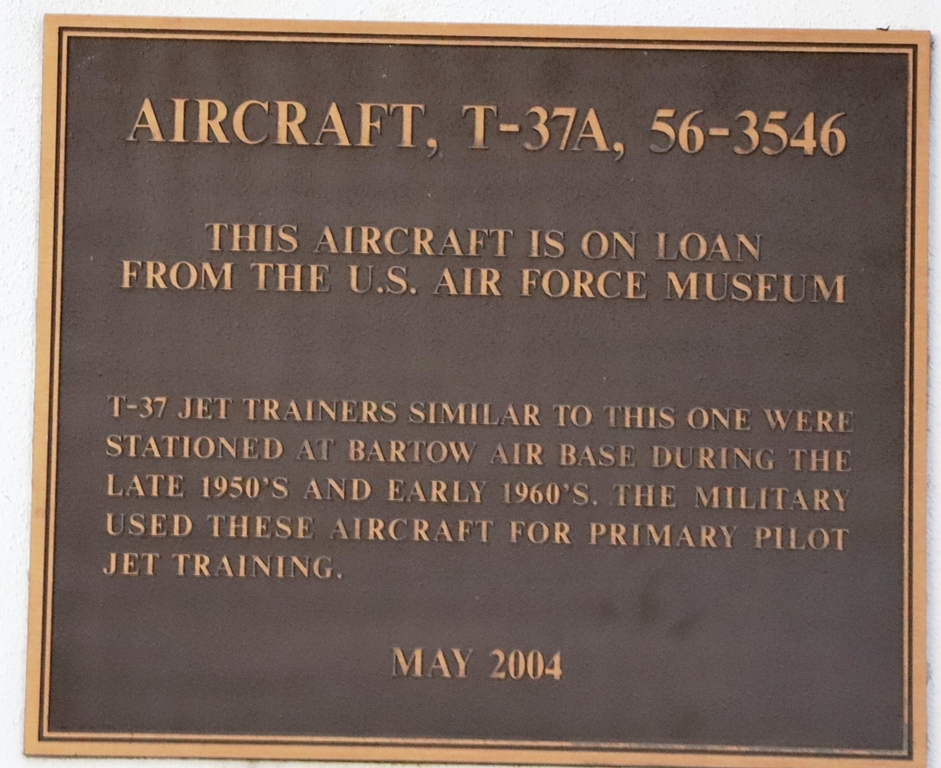 AIRCRAFT, T-37A, 56-3546
THIS AIRCRAFT IS ON LOAN
FROM THE U.S. AIR FORCE MUSEUM
T-37 JET TRAINERS SIMILAR TO THIS ONE WERE
STATIONED AT BARTOW AIR BASE DURING THE
LATE 1950'S AND EARLY 1960'S. THE MILITARY
USED THESE AIRCRAFT FOR PRIMARY PILOT
JET TRAINING.
MAY 2004